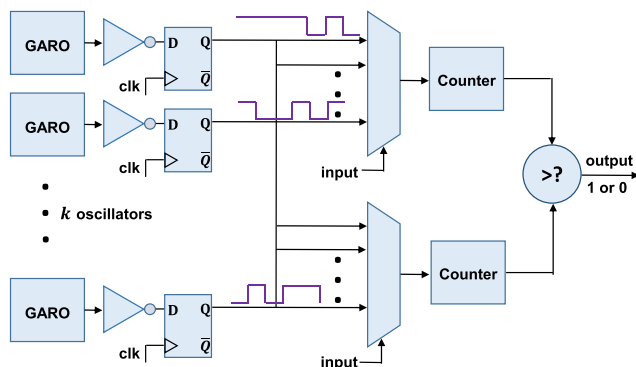 GARO
D Q
Q̅
clk
GARO
D Q
Q̅
clk
k oscillators
GARO
D Q
Q̅
clk
input
Counter
input
Counter
>?
output
1 or 0